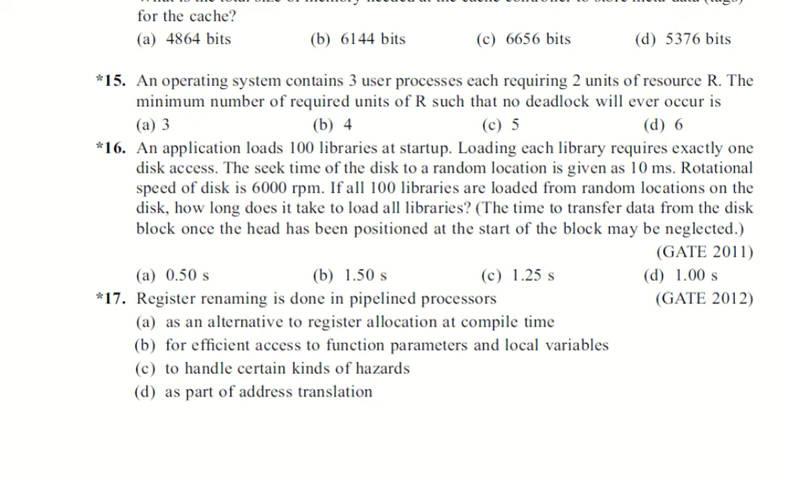 for the cache?
(a) 4864 bits (b) 6144 bits (c) 6656 bits (d) 5376 bits
*15. An operating system contains 3 user processes each requiring 2 units of resource R. The
minimum number of required units of R such that no deadlock will ever occur is
(a) 3 (b) 4 (c) 5 (d) 6
*16. An application loads 100 libraries at startup. Loading each library requires exactly one
disk access. The seek time of the disk to a random location is given as 10 ms. Rotational
speed of disk is 6000 rpm. If all 100 libraries are loaded from random locations on the
disk, how long does it take to load all libraries? (The time to transfer data from the disk
block once the head has been positioned at the start of the block may be neglected.)
(GATE 2011)
(a) 0.50 s (b) 1.50 s (c) 1.25 s (d) 1.00 s
*17. Register renaming is done in pipelined processors (GATE 2012)
(a) as an alternative to register allocation at compile time
(b) for efficient access to function parameters and local variables
(c) to handle certain kinds of hazards
(d) as part of address translation